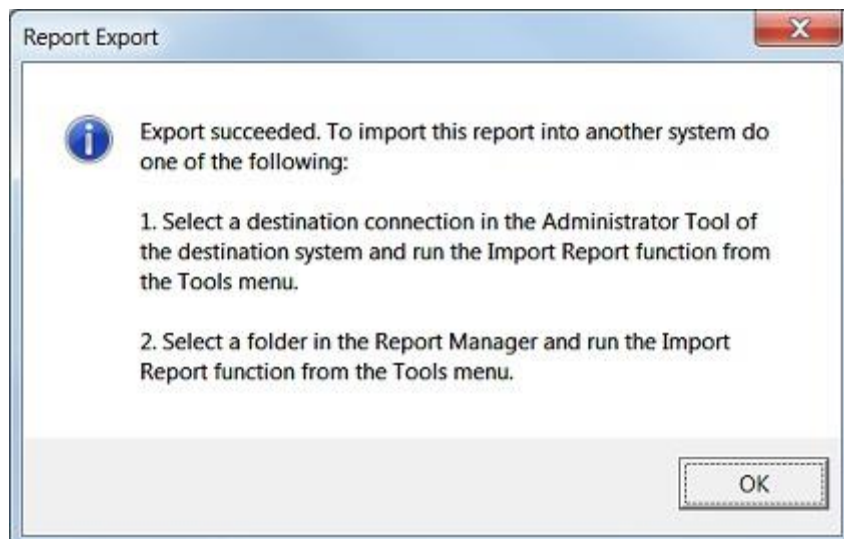 Report Export
Export succeeded. To import this report into another system do
one of the following:
1. Select a destination connection in the Administrator Tool of
the destination system and run the Import Report function from
the Tools menu.
2. Select a folder in the Report Manager and run the Import
Report function from the Tools menu.
OK